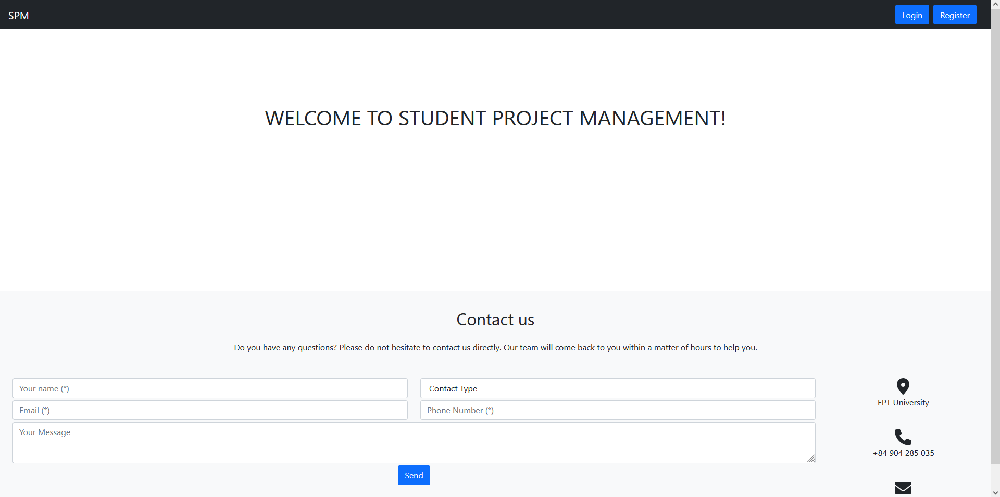 SPM
Login
Register
WELCOME TO STUDENT PROJECT MANAGEMENT!
Contact us
Do you have any questions? Please do not hesitate to contact us directly. Our team will come back to you within a matter of hours to help you.
Your name (*)
Contact Type
Email (*)
Phone Number (*)
Your Message
Send
FPT University
+84 904 285 035